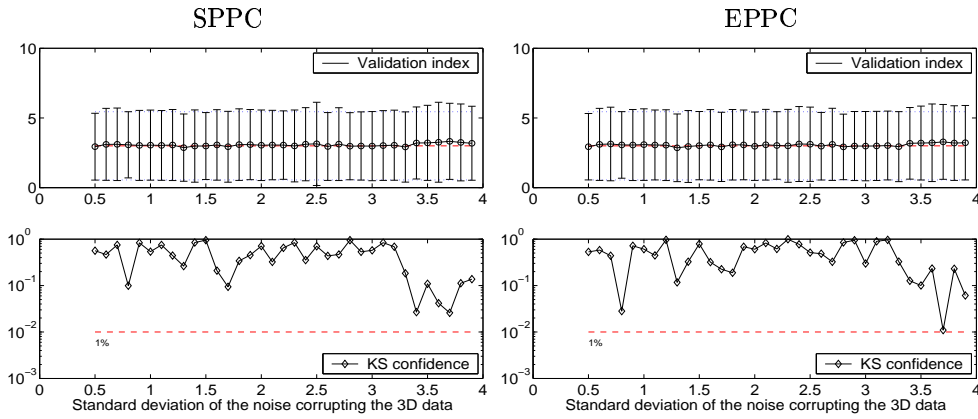 SPPC EPPC
10 10
Validation index Validation index
5 5
0 0
0 0.5 1 1.5 2 2.5 3 3.5 4 0 0.5 1 1.5 2 2.5 3 3.5 4
10^0 10^0
10^-1 10^-1
10^-2 10^-2
1% 1%
KS confidence KS confidence
10^-3 10^-3
0 0.5 1 1.5 2 2.5 3 3.5 4 0 0.5 1 1.5 2 2.5 3 3.5 4
Standard deviation of the noise corrupting the 3D data Standard deviation of the noise corrupting the 3D data